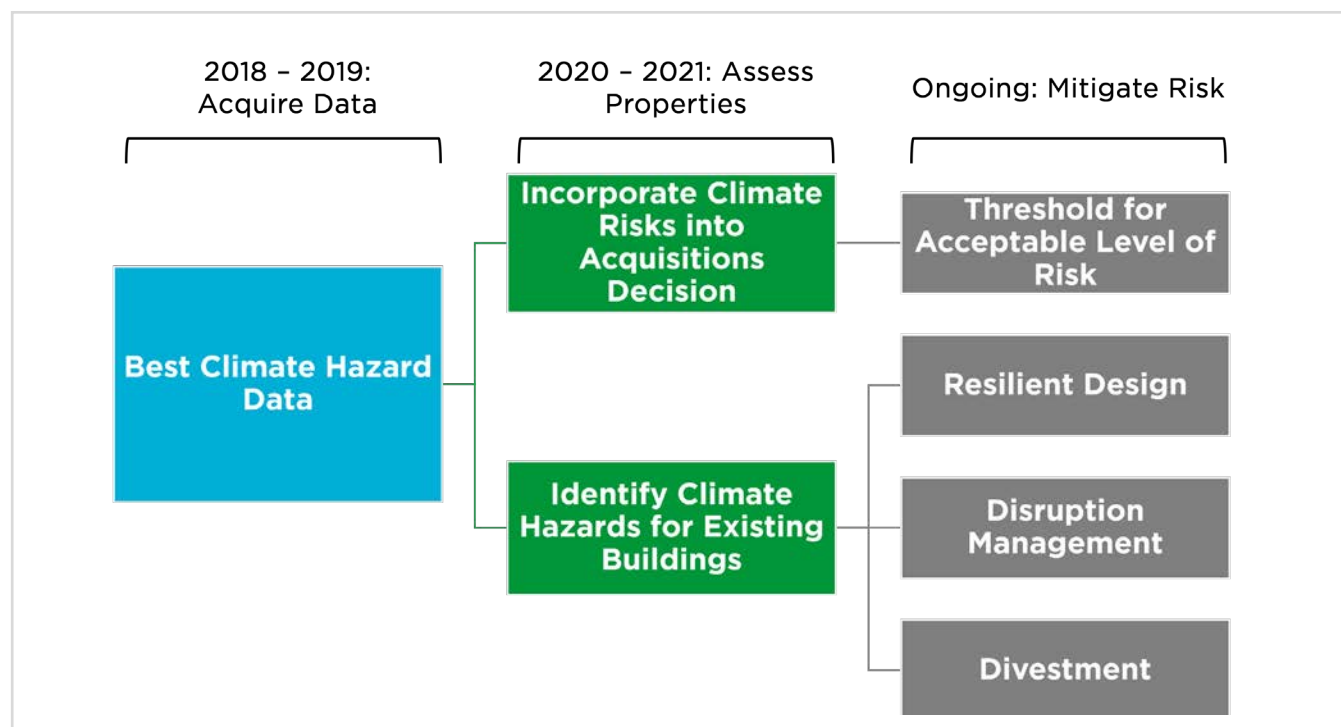 2018 – 2019:
Acquire Data
2020 – 2021: Assess
Properties
Ongoing: Mitigate Risk
Best Climate Hazard
Data
Incorporate Climate
Risks into
Acquisitions
Decision
Identify Climate
Hazards for Existing
Buildings
Threshold for
Acceptable Level of
Risk
Resilient Design
Disruption
Management
Divestment